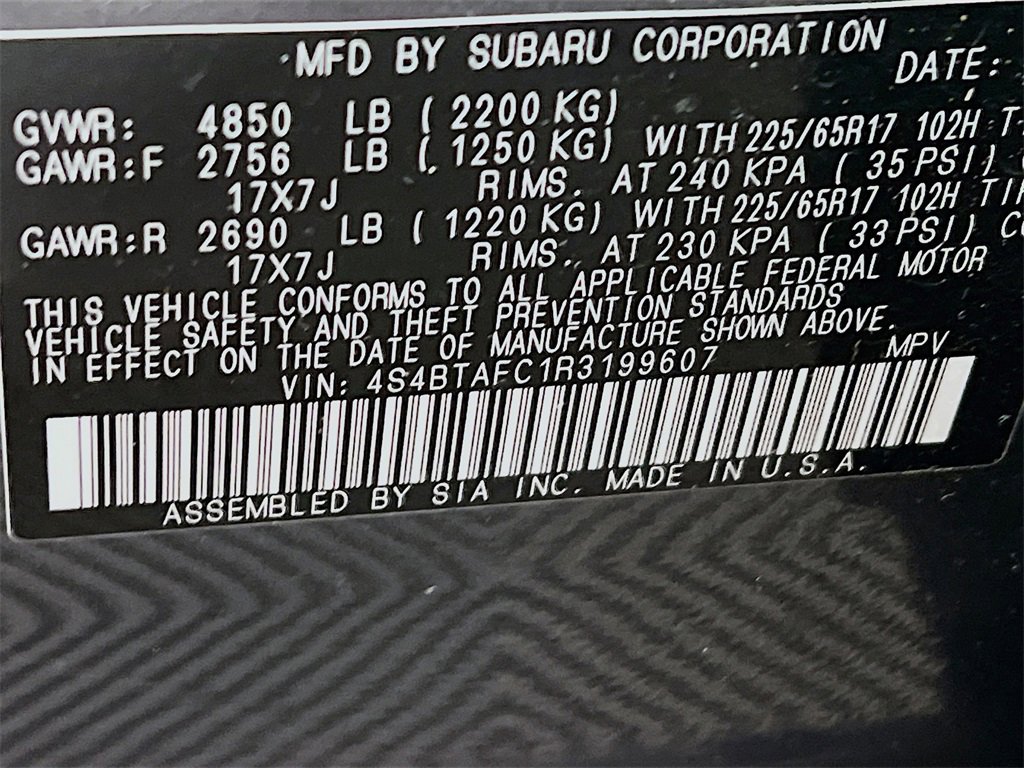 MFD BY SUBARU CORPORATION
DATE:
GVWR: 4850 LB ( 2200 KG)
GAWR:F 2756 LB ( 1250 KG) WITH 225/65R17 102H
17X7J RIMS. AT 240 KPA ( 35 PSI)
GAWR:R 2690 LB ( 1220 KG) WITH 225/65R17 102H
17X7J RIMS. AT 230 KPA ( 33 PSI)
THIS VEHICLE CONFORMS TO ALL APPLICABLE FEDERAL MOTOR
VEHICLE SAFETY AND THEFT PREVENTION STANDARDS
IN EFFECT ON THE DATE OF MANUFACTURE SHOWN ABOVE.
VIN: 4S4BTAFC1R3199607 MPV
ASSEMBLED BY SIA INC. MADE IN U.S.A.